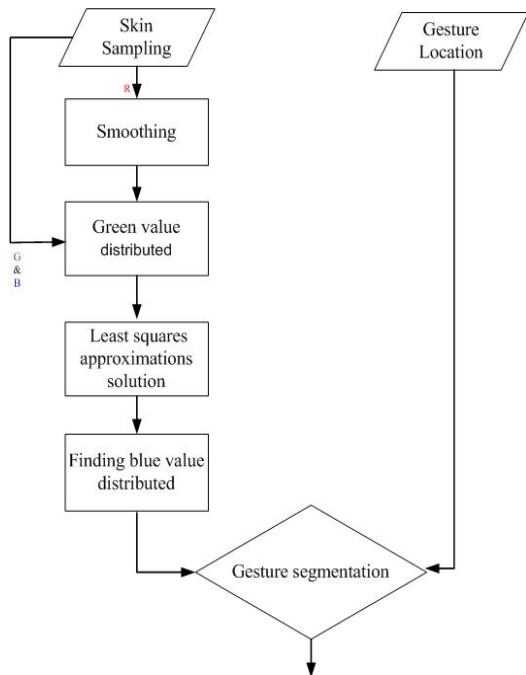 Skin
Sampling
Gesture
Location
R
Smoothing
Green value
distributed
G
&
B
Least squares
approximations
solution
Finding blue value
distributed
Gesture segmentation